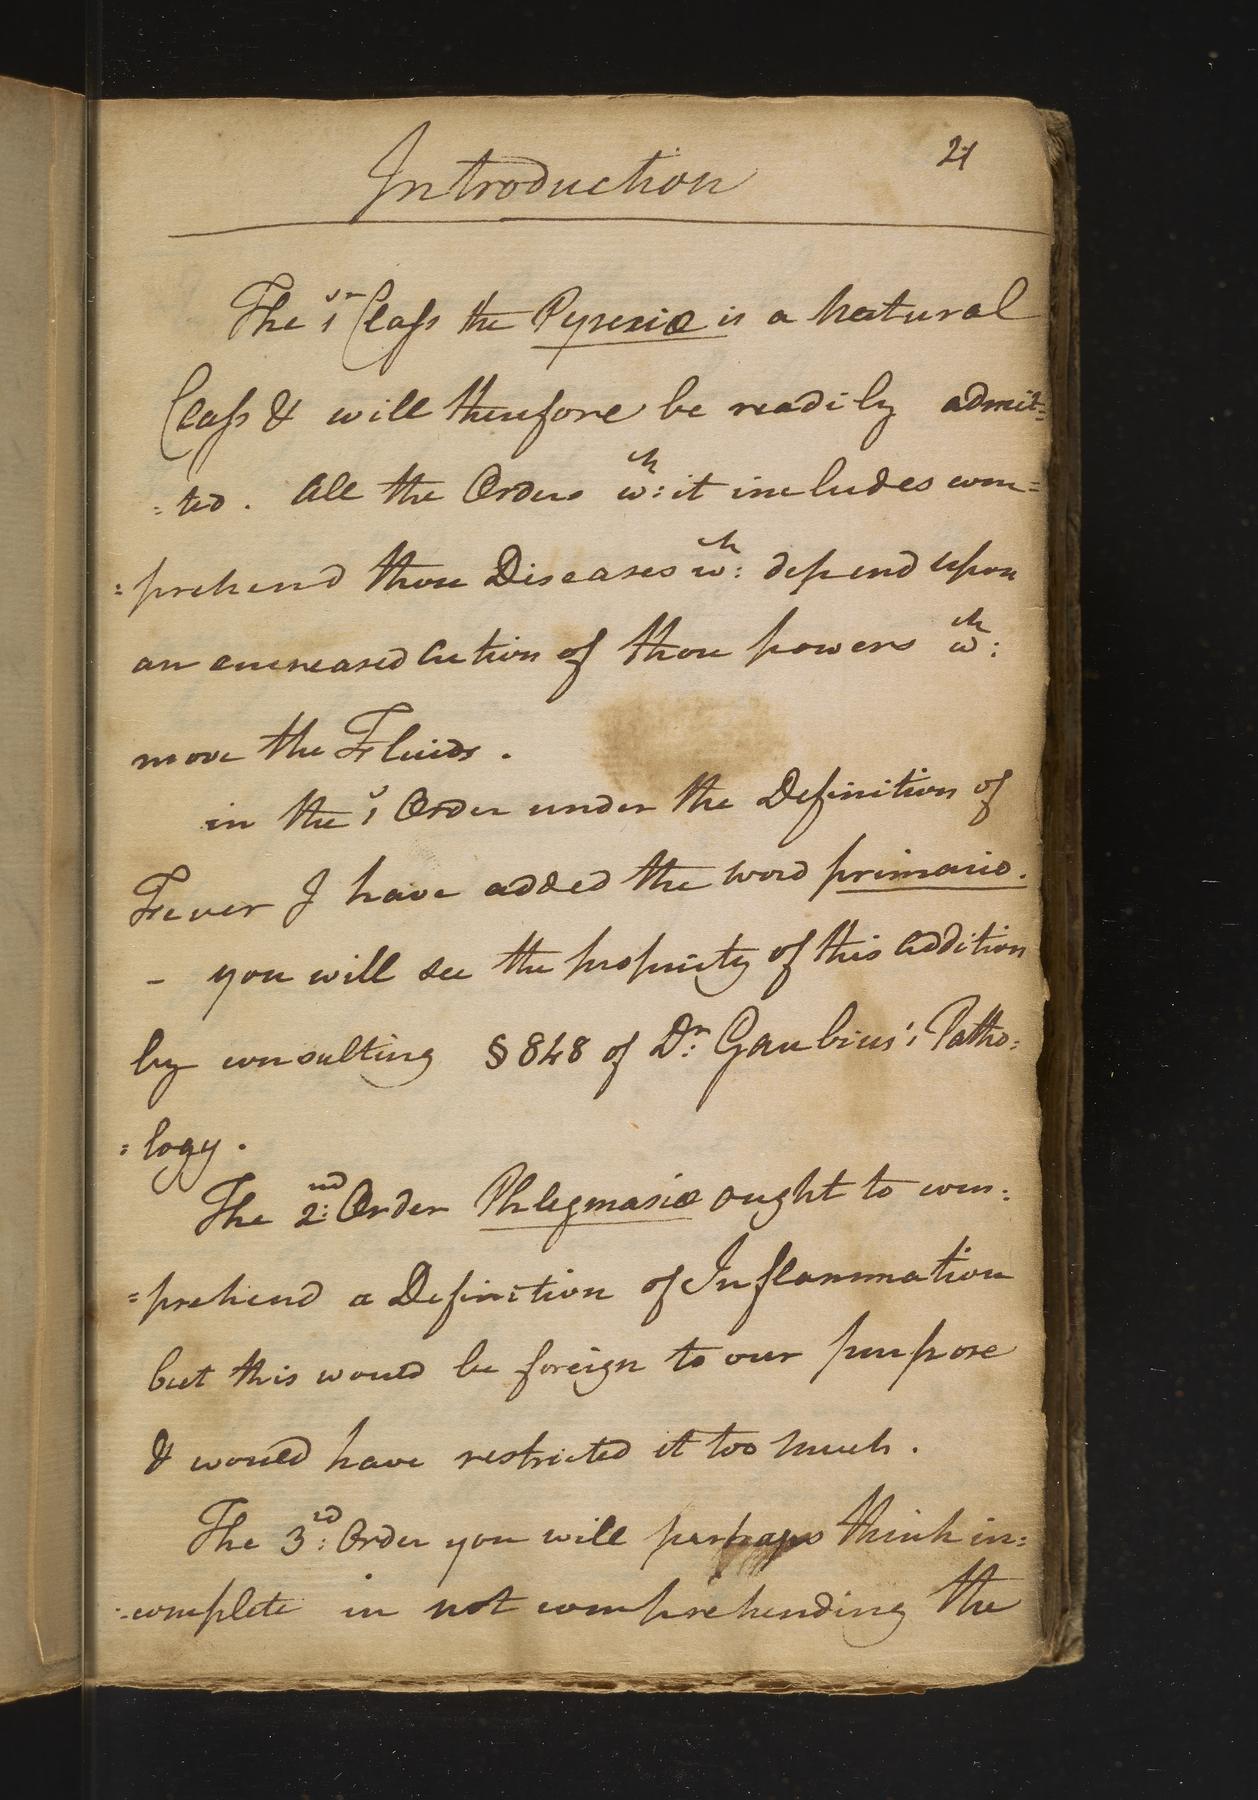 21
Introduction
The 1st Class the Pyrexiæ is a Natural
Class & will therefore be readily admit=
=ted. All the Orders wch: it includes com=
=prehend those Diseases wch: depend upon
an encreased Action of those powers wch:
move the Fluids.
in the 1s Order under the Definition of
Fever I have added the word primario.
- you will see the propriety of this Addition
by consulting § 848 of Dr: Gaubius's Patho=
=logy.
The 2nd: Order Phlegmasiæ ought to com:
=prehend a Definition of Inflammation
but this would be foreign to our purpose
& would have restricted it too much.
The 3rd: Order you will perhaps think in:
:complete in not comprehending the